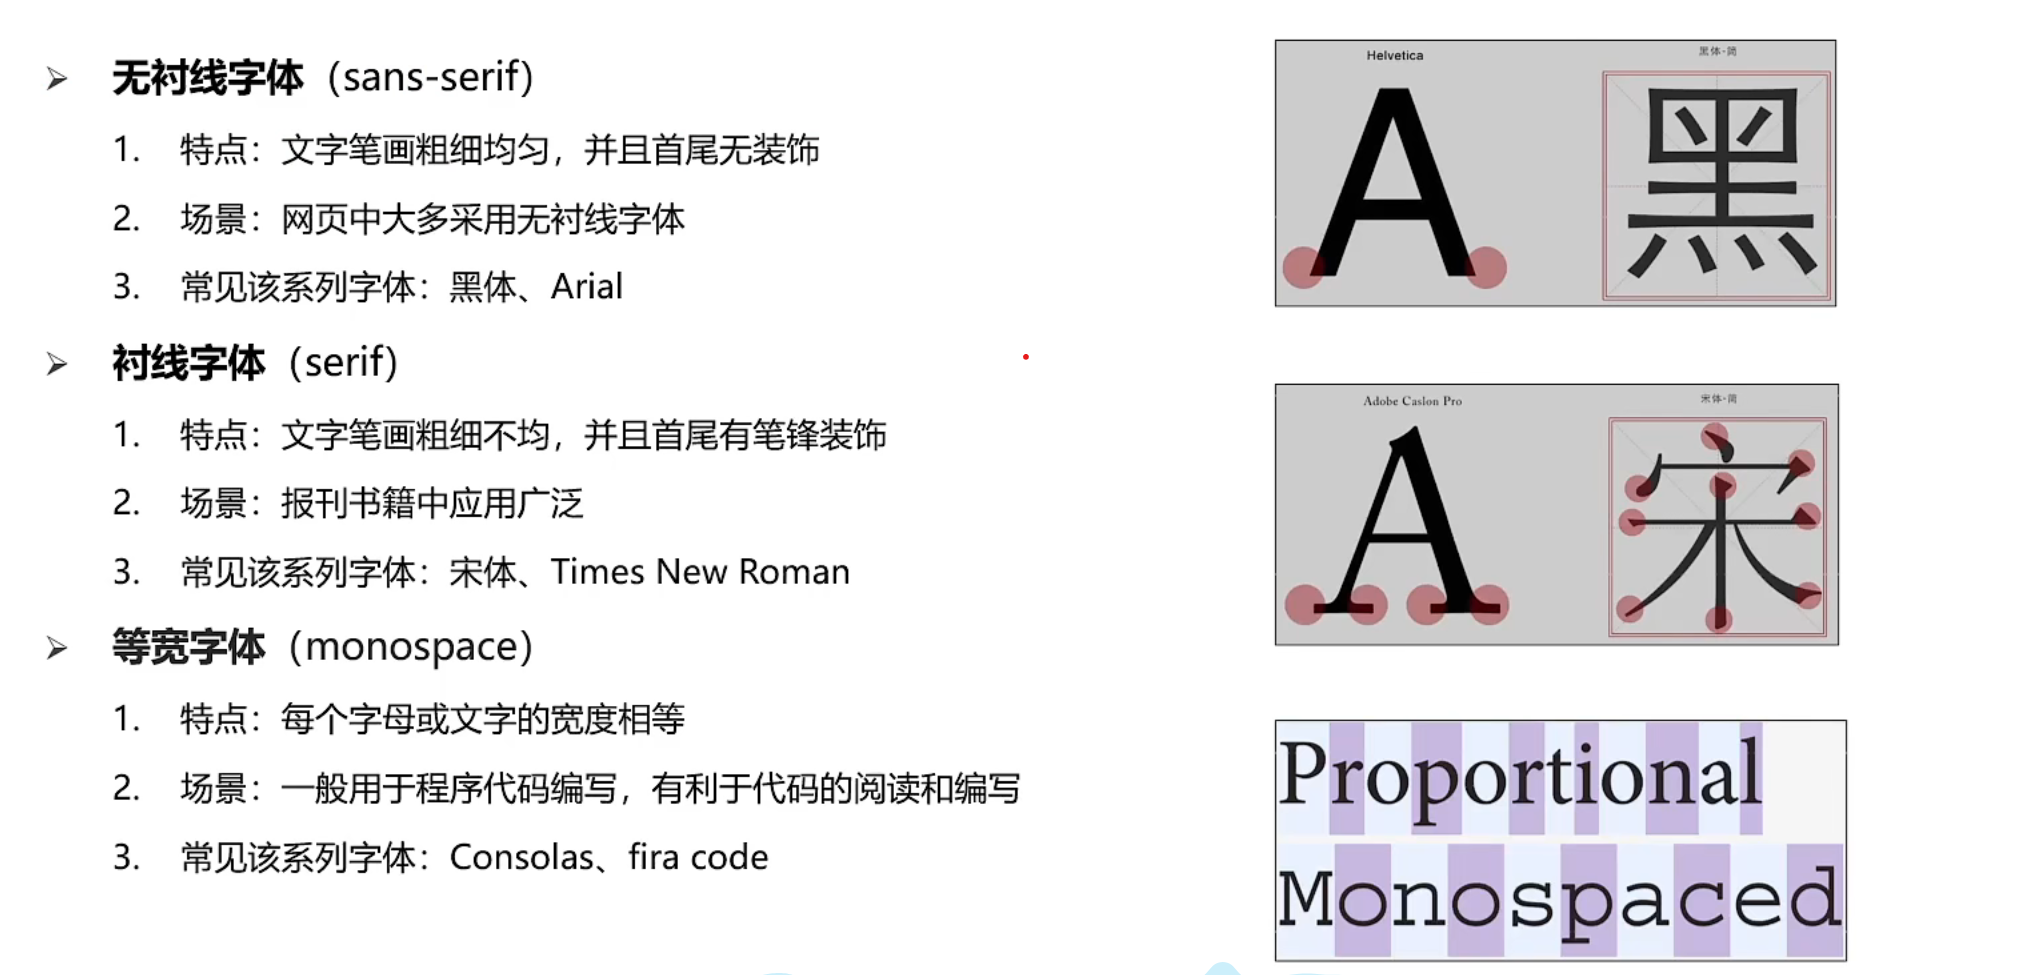 ➢ 无衬线字体（sans-serif）
1. 特点：文字笔画粗细均匀，并且首尾无装饰
2. 场景：网页中大多采用无衬线字体
3. 常见该系列字体：黑体、Arial
➢ 衬线字体（serif）
1. 特点：文字笔画粗细不均，并且首尾有笔锋装饰
2. 场景：报刊书籍中应用广泛
3. 常见该系列字体：宋体、Times New Roman
➢ 等宽字体（monospace）
1. 特点：每个字母或文字的宽度相等
2. 场景：一般用于程序代码编写，有利于代码的阅读和编写
3. 常见该系列字体：Consolas、fira code
Helvetica 黑体-简
A 黑
Adobe Caslon Pro 宋体-简
A 宋
Proportional
Monospaced